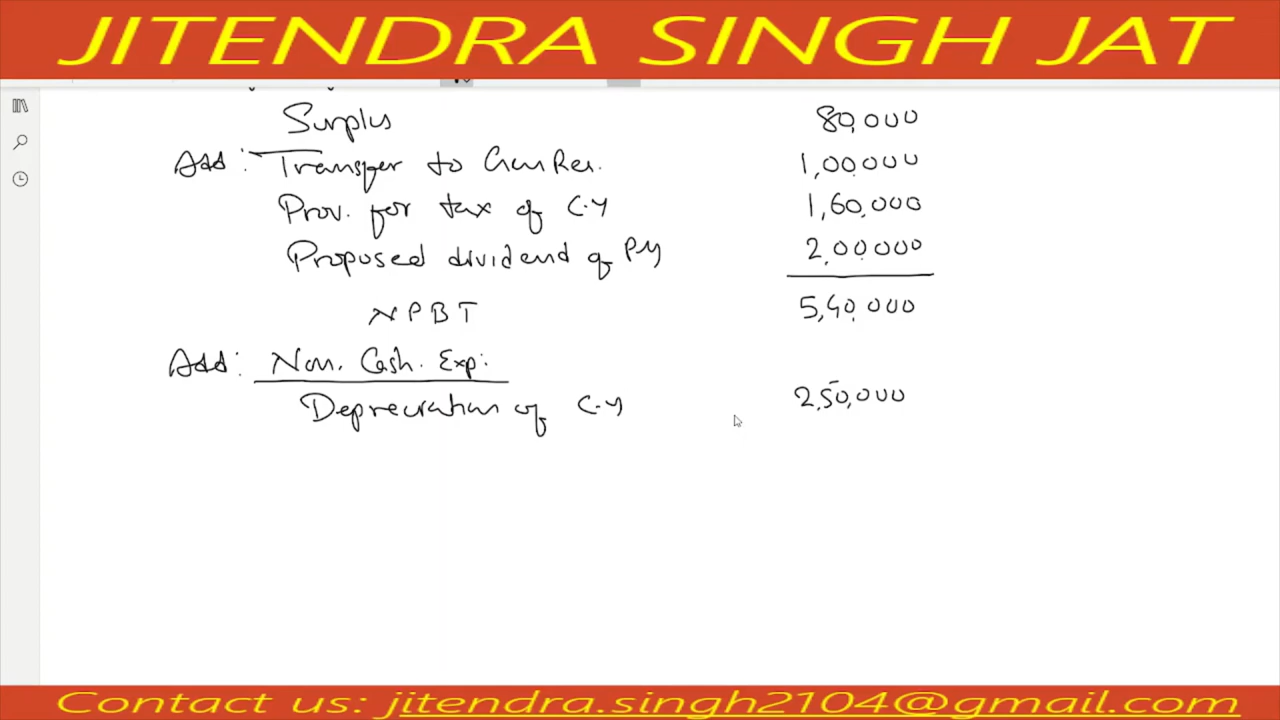 JITENDRA SINGH JAT
Surplus 80,000
Add: Transfer to Gen Res. 1,00,000
Prov. for tax of C.Y 1,60,000
Proposed dividend of P.Y 2,00,000
NPBT 5,40,000
Add: Non. Cash. Exp:
Depreciation of C.Y 2,50,000
Contact us: jitendra.singh2104@gmail.com